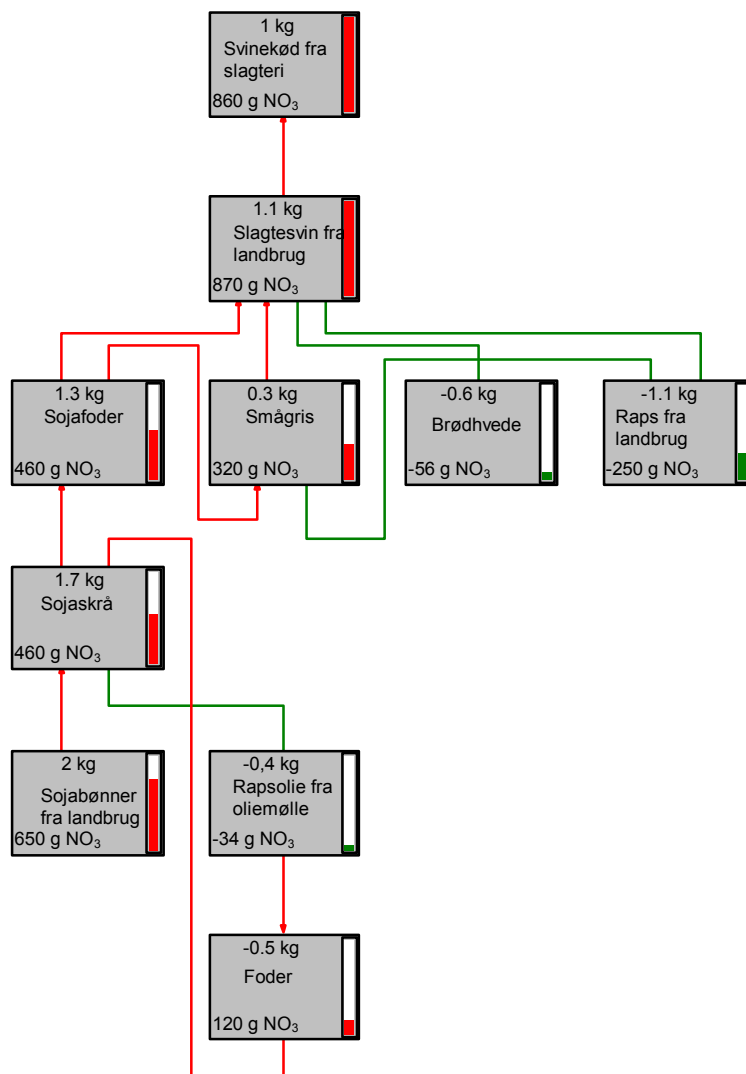 1 kg
Svinekød fra
slagteri
860 g NO₃
1.1 kg
Slagtesvin fra
landbrug
870 g NO₃
1.3 kg
Sojafoder
460 g NO₃
0.3 kg
Smågris
320 g NO₃
-0.6 kg
Brødhvede
-56 g NO₃
-1.1 kg
Raps fra
landbrug
-250 g NO₃
1.7 kg
Sojaskrå
460 g NO₃
2 kg
Sojabønner
fra landbrug
650 g NO₃
-0,4 kg
Rapsolie fra
oliemølle
-34 g NO₃
-0.5 kg
Foder
120 g NO₃